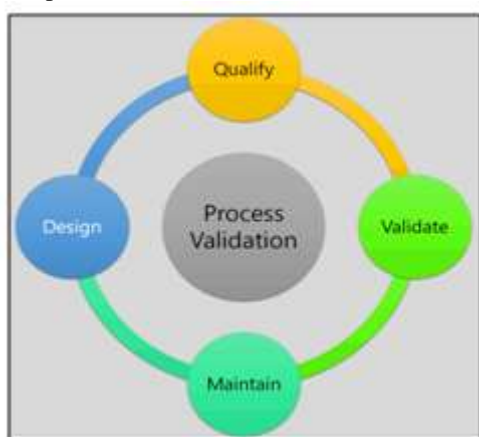 Qualify
Design
Process
Validation
Validate
Maintain